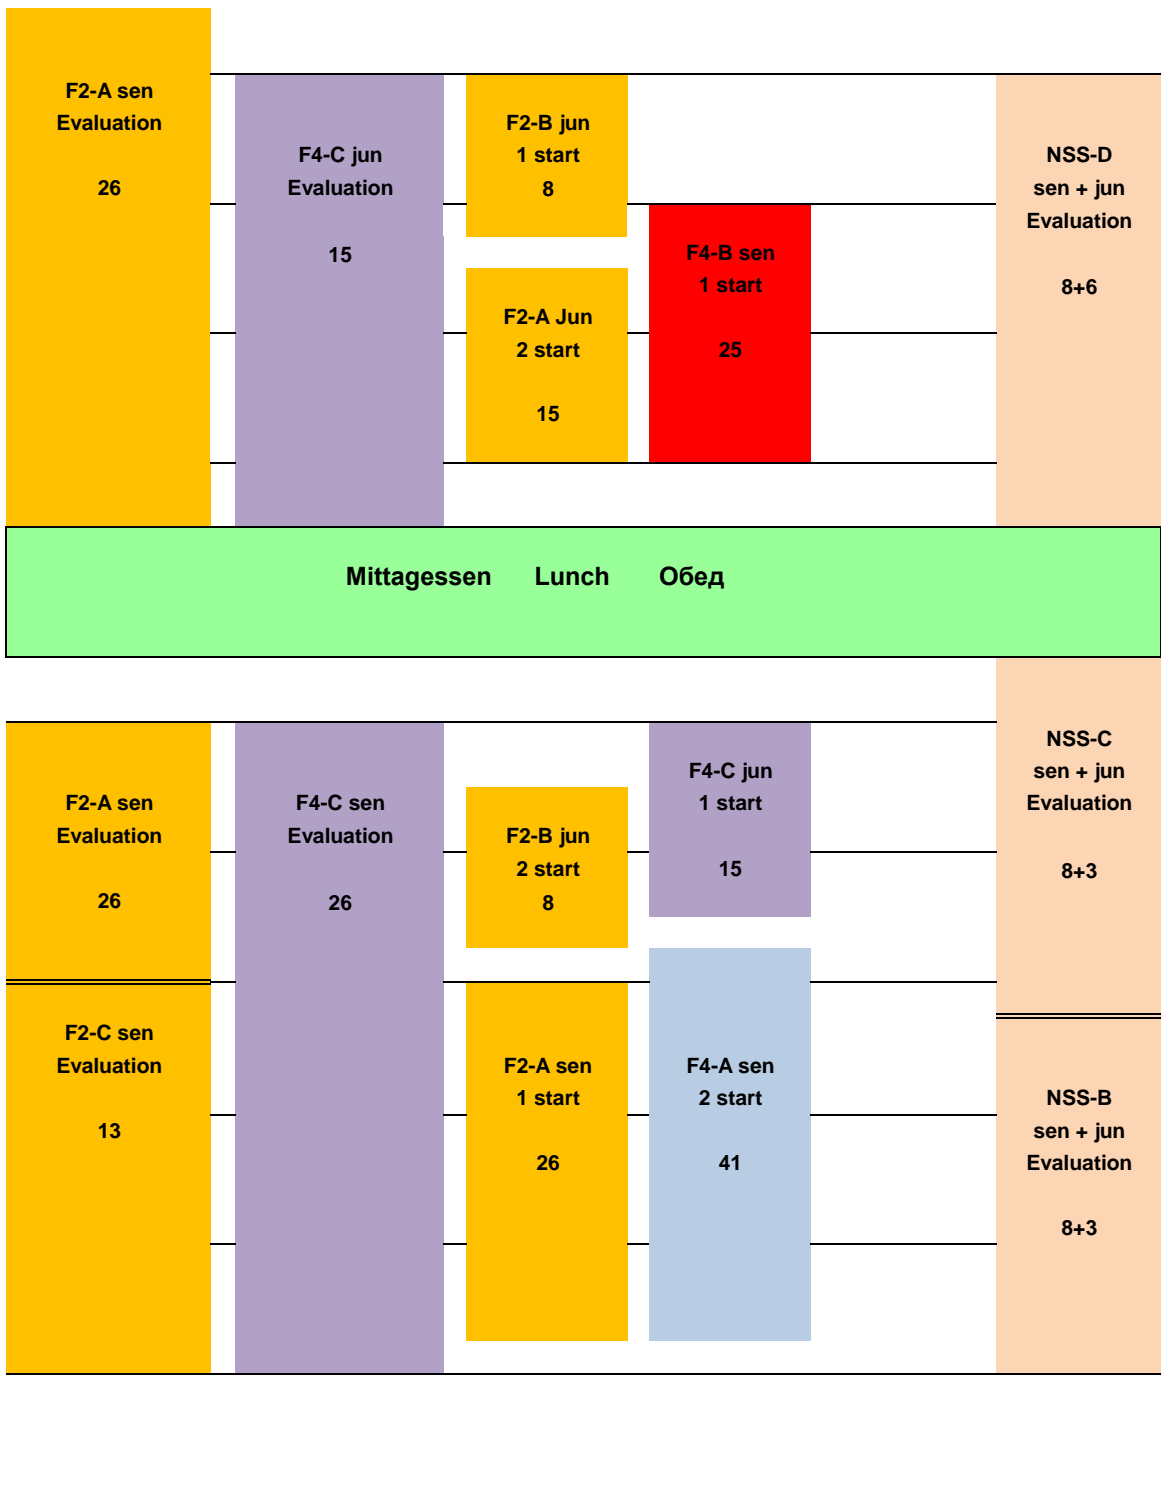 F2-A sen
Evaluation
26
F4-C jun
Evaluation
15
F2-B jun
1 start
8
F2-A Jun
2 start
15
F4-B sen
1 start
25
NSS-D
sen + jun
Evaluation
8+6
Mittagessen Lunch Обед
F2-A sen
Evaluation
26
F2-C sen
Evaluation
13
F4-C sen
Evaluation
26
F2-B jun
2 start
8
F2-A sen
1 start
26
F4-C jun
1 start
15
F4-A sen
2 start
41
NSS-C
sen + jun
Evaluation
8+3
NSS-B
sen + jun
Evaluation
8+3